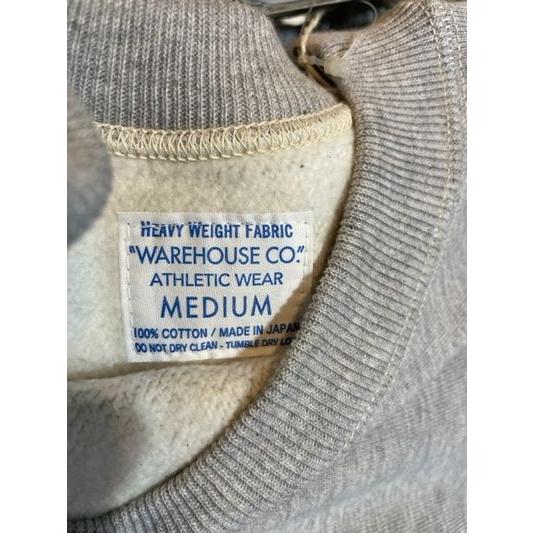 HEAVY WEIGHT FABRIC
"WAREHOUSE CO."
ATHLETIC WEAR
MEDIUM
100% COTTON / MADE IN JAPAN
DO NOT DRY CLEAN - TUMBLE DRY LO